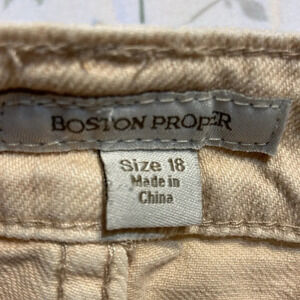 BOSTON PROPER
Size 18
Made in
China